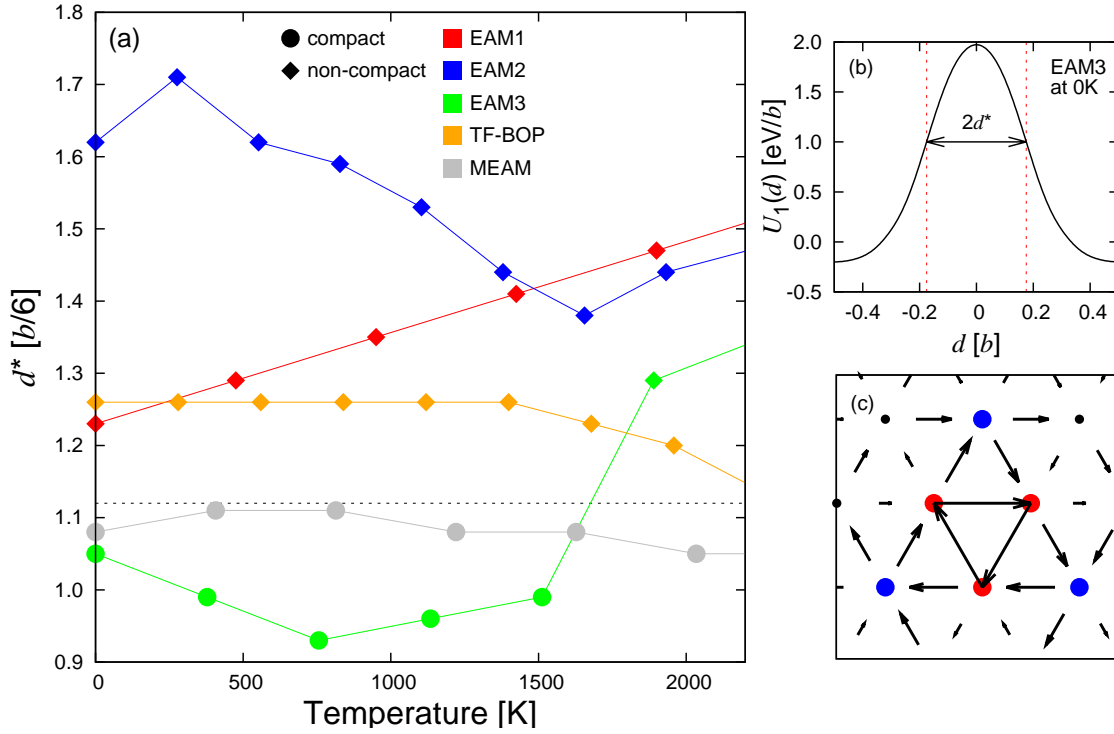 (a)
compact
non-compact
EAM1
EAM2
EAM3
TF-BOP
MEAM
1.8
1.7
1.6
1.5
1.4
1.3
1.2
1.1
1.0
0.9
d* [b/6]
0
500
1000
1500
2000
Temperature [K]
(b)
EAM3
at 0K
2d*
2.0
1.5
1.0
0.5
0.0
-0.5
U1(d) [eV/b]
-0.4
-0.2
0
0.2
0.4
d [b]
(c)